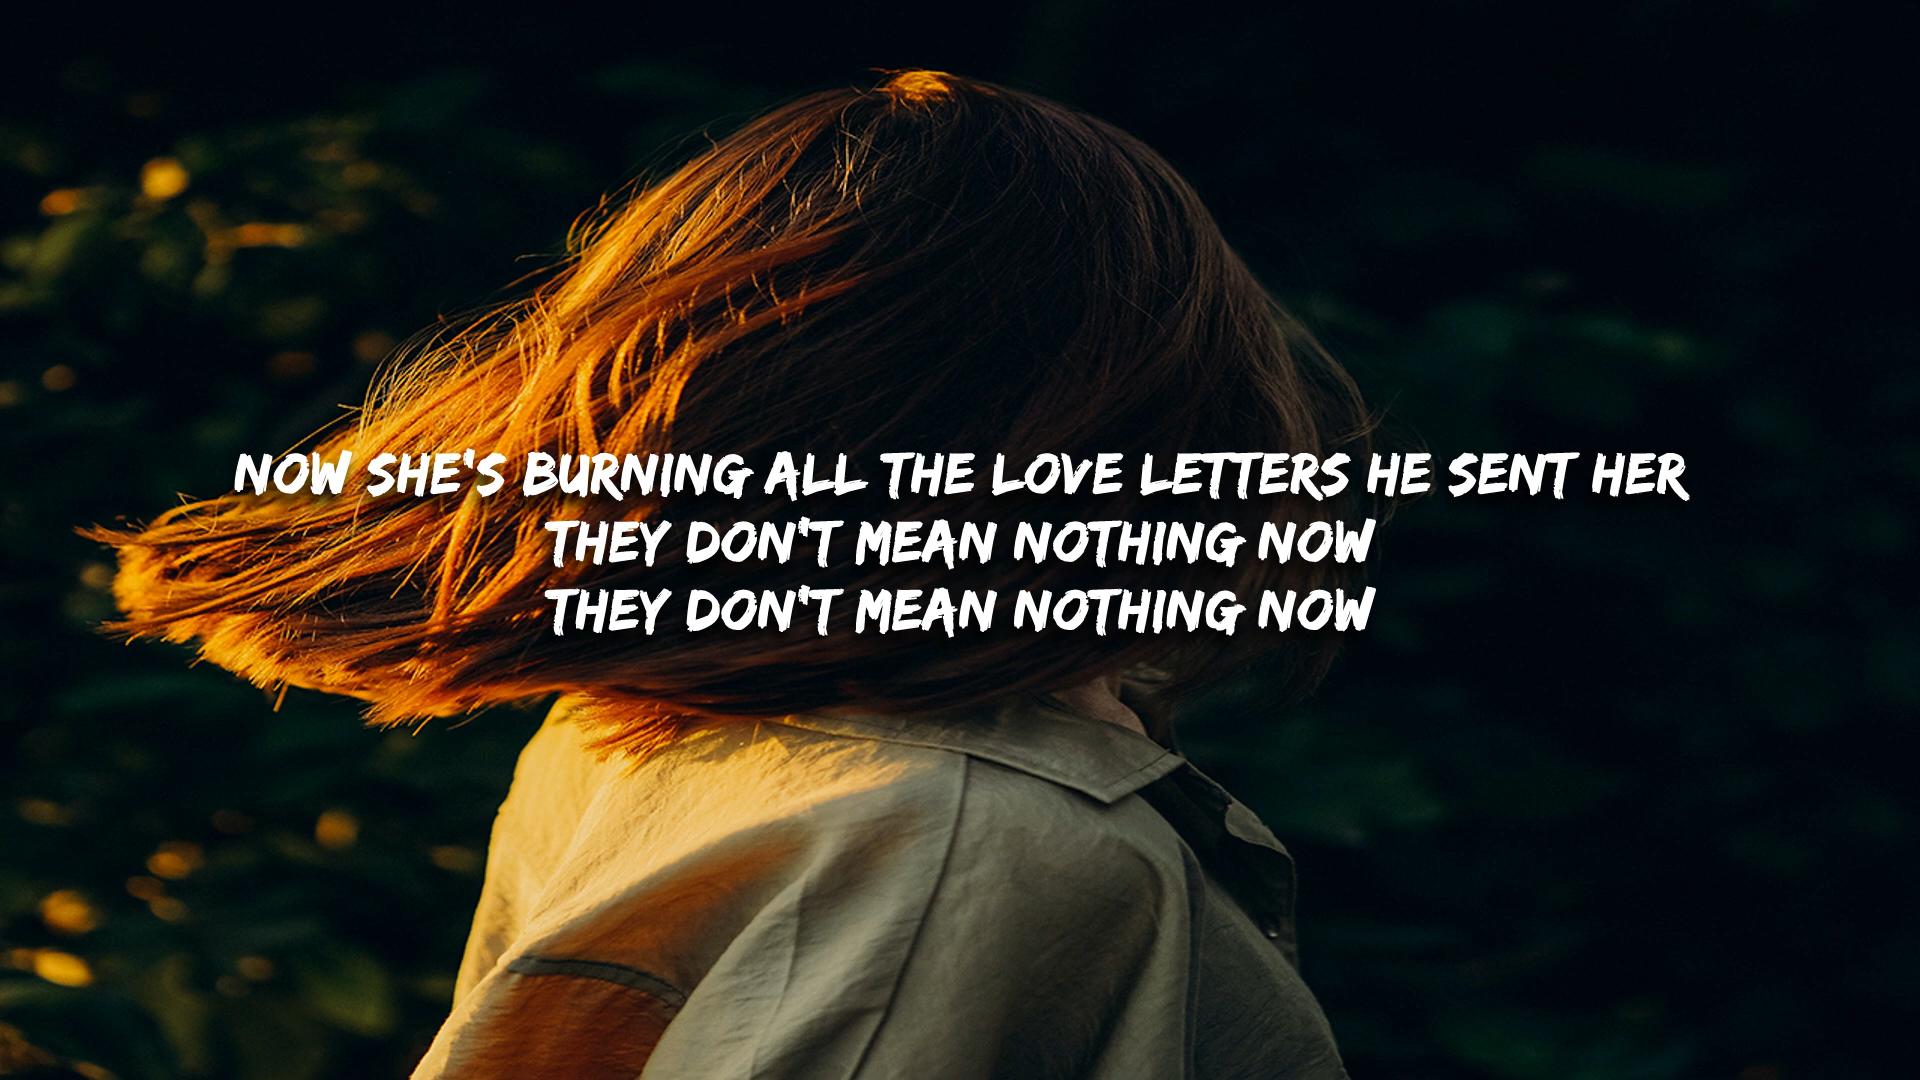 NOW SHE'S BURNING ALL THE LOVE LETTERS HE SENT HER
THEY DON'T MEAN NOTHING NOW
THEY DON'T MEAN NOTHING NOW